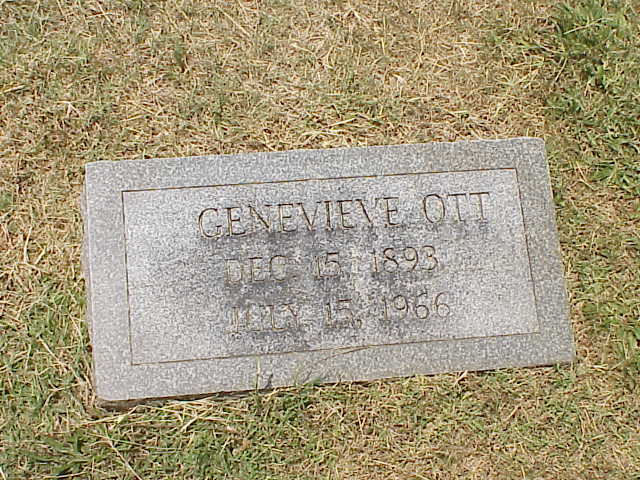 GENEVIEVE OTT
DEC. 15, 1893
JULY 15, 1966